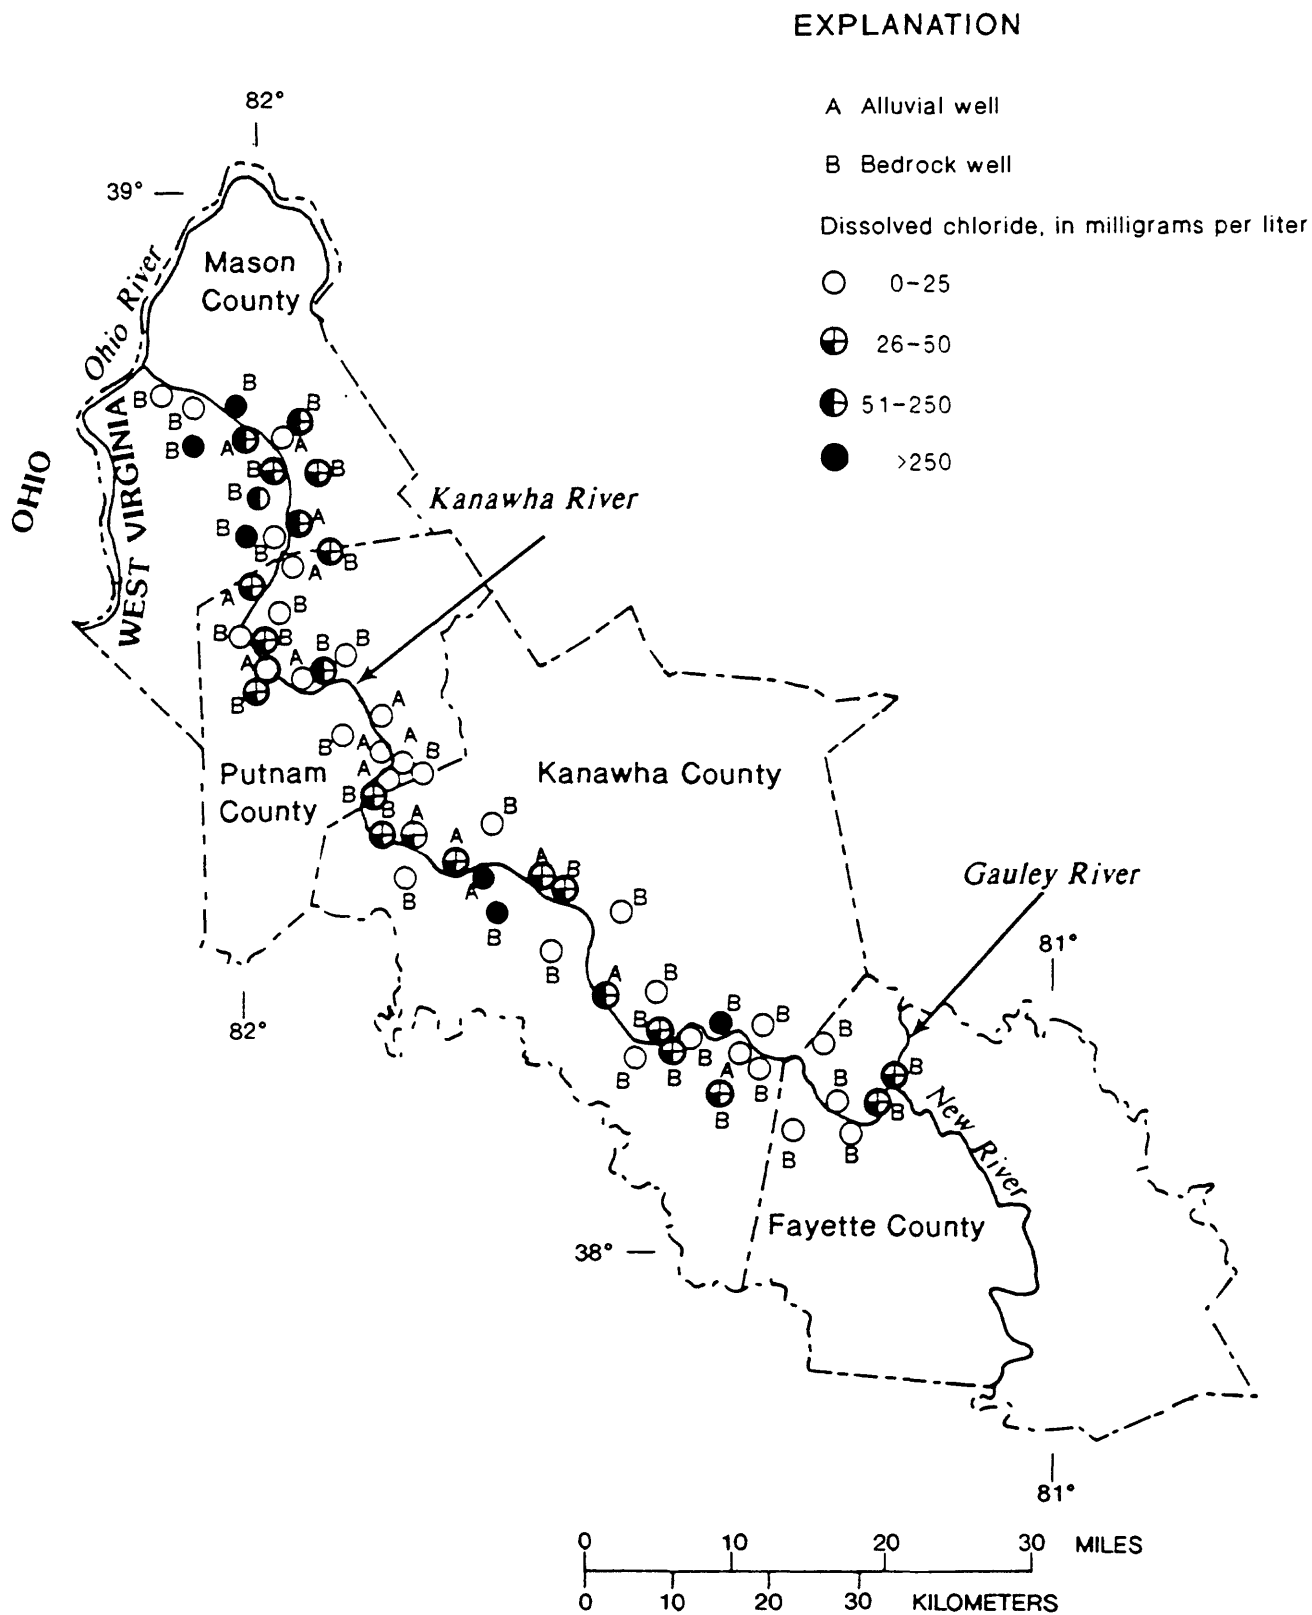 EXPLANATION
A Alluvial well
B Bedrock well
Dissolved chloride, in milligrams per liter
0-25
26-50
51-250
>250
82°
39°
Ohio River
Mason
County
B
B
B
B
B
A
A
B
B
B
A
B
B
B
A
A
B
B
B
A
A
B
B
B
OHIO
WEST VIRGINIA
Kanawha River
A
B
A
A
B
A
Putnam
County
Kanawha County
B
B
A
A
B
B
A
B
A
B
B
B
Gauley River
81°
82°
A
B
B
B
B
B
B
B
A
B
B
B
B
B
B
B
B
New River
Fayette County
38°
81°
0 10 20 30 MILES
0 10 20 30 KILOMETERS